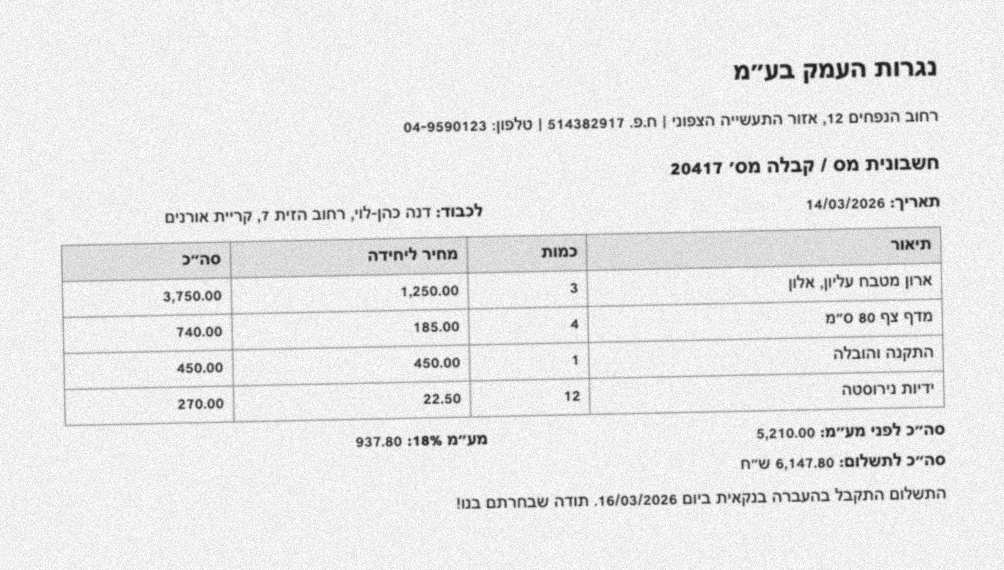 נגרות העמק בע״מ
רחוב הנפחים 12, אזור התעשייה הצפוני | ח.פ. 514382917 | טלפון: 04-9590123
חשבונית מס / קבלה מס׳ 20417
תאריך: 14/03/2026 לכבוד: דנה כהן-לוי, רחוב הזית 7, קריית אורנים
תיאור כמות מחיר ליחידה סה״כ
ארון מטבח עליון, אלון 3 1,250.00 3,750.00
מדף צף 80 ס״מ 4 185.00 740.00
התקנה והובלה 1 450.00 450.00
ידיות נירוסטה 12 22.50 270.00
סה״כ לפני מע״מ: 5,210.00 מע״מ 18%: 937.80
סה״כ לתשלום: 6,147.80 ש״ח
התשלום התקבל בהעברה בנקאית ביום 16/03/2026. תודה שבחרתם בנו!